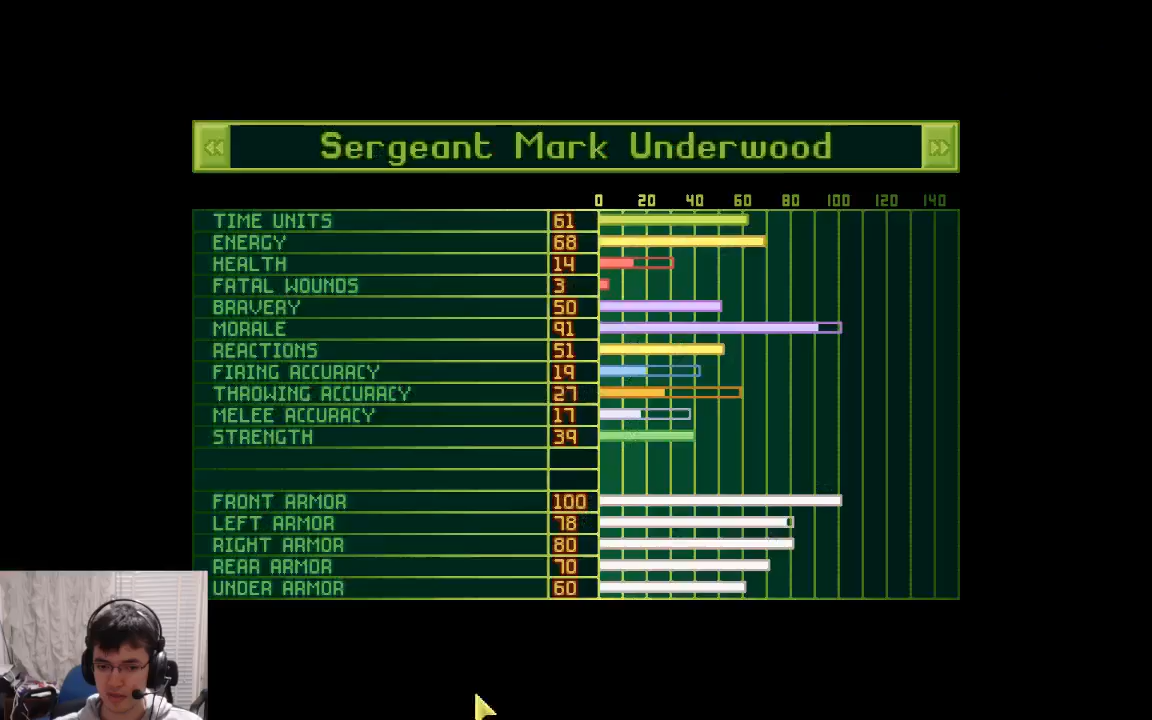 Sergeant Mark Underwood
0 20 40 60 80 100 120 140
TIME UNITS 61
ENERGY 68
HEALTH 14
FATAL WOUNDS 3
BRAVERY 50
MORALE 91
REACTIONS 51
FIRING ACCURACY 19
THROWING ACCURACY 27
MELEE ACCURACY 17
STRENGTH 39
FRONT ARMOR 100
LEFT ARMOR 78
RIGHT ARMOR 80
REAR ARMOR 70
UNDER ARMOR 60